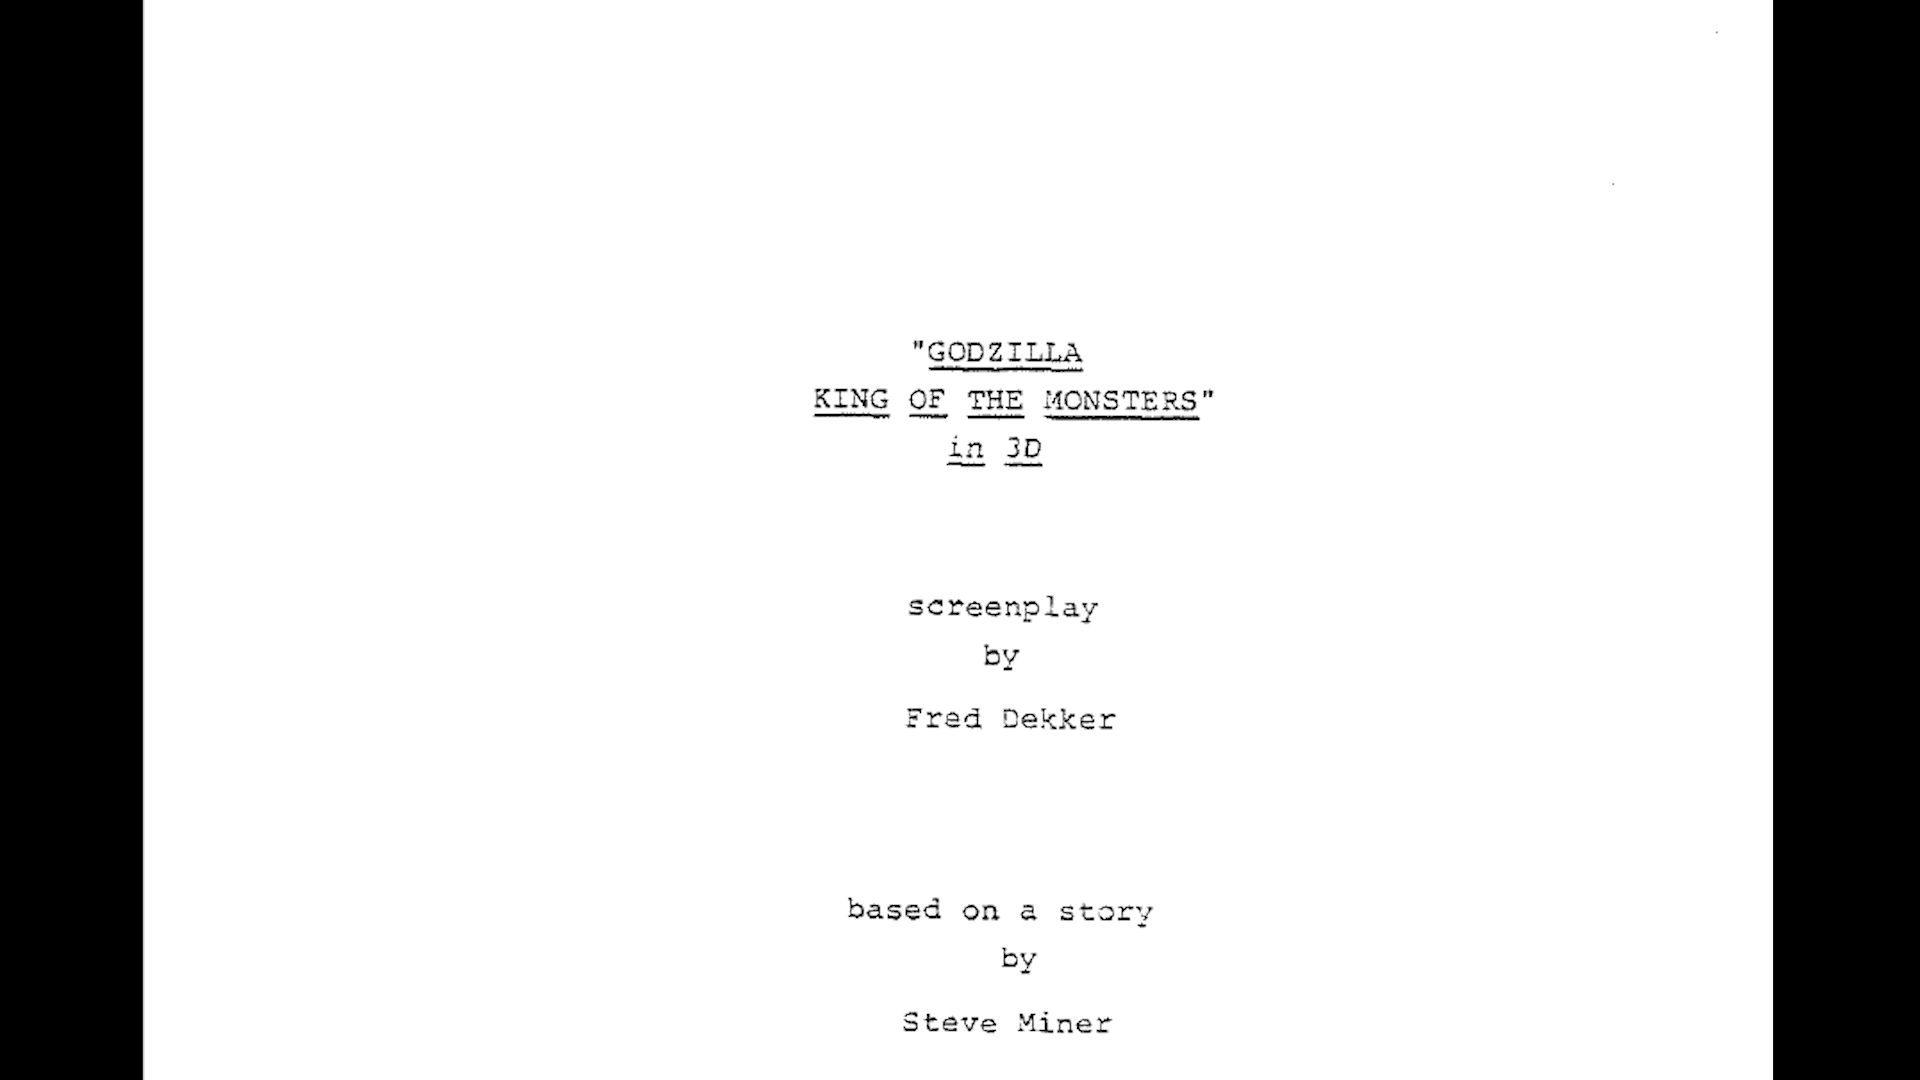 "GODZILLA
KING OF THE MONSTERS"
in 3D
screenplay
by
Fred Dekker
based on a story
by
Steve Miner